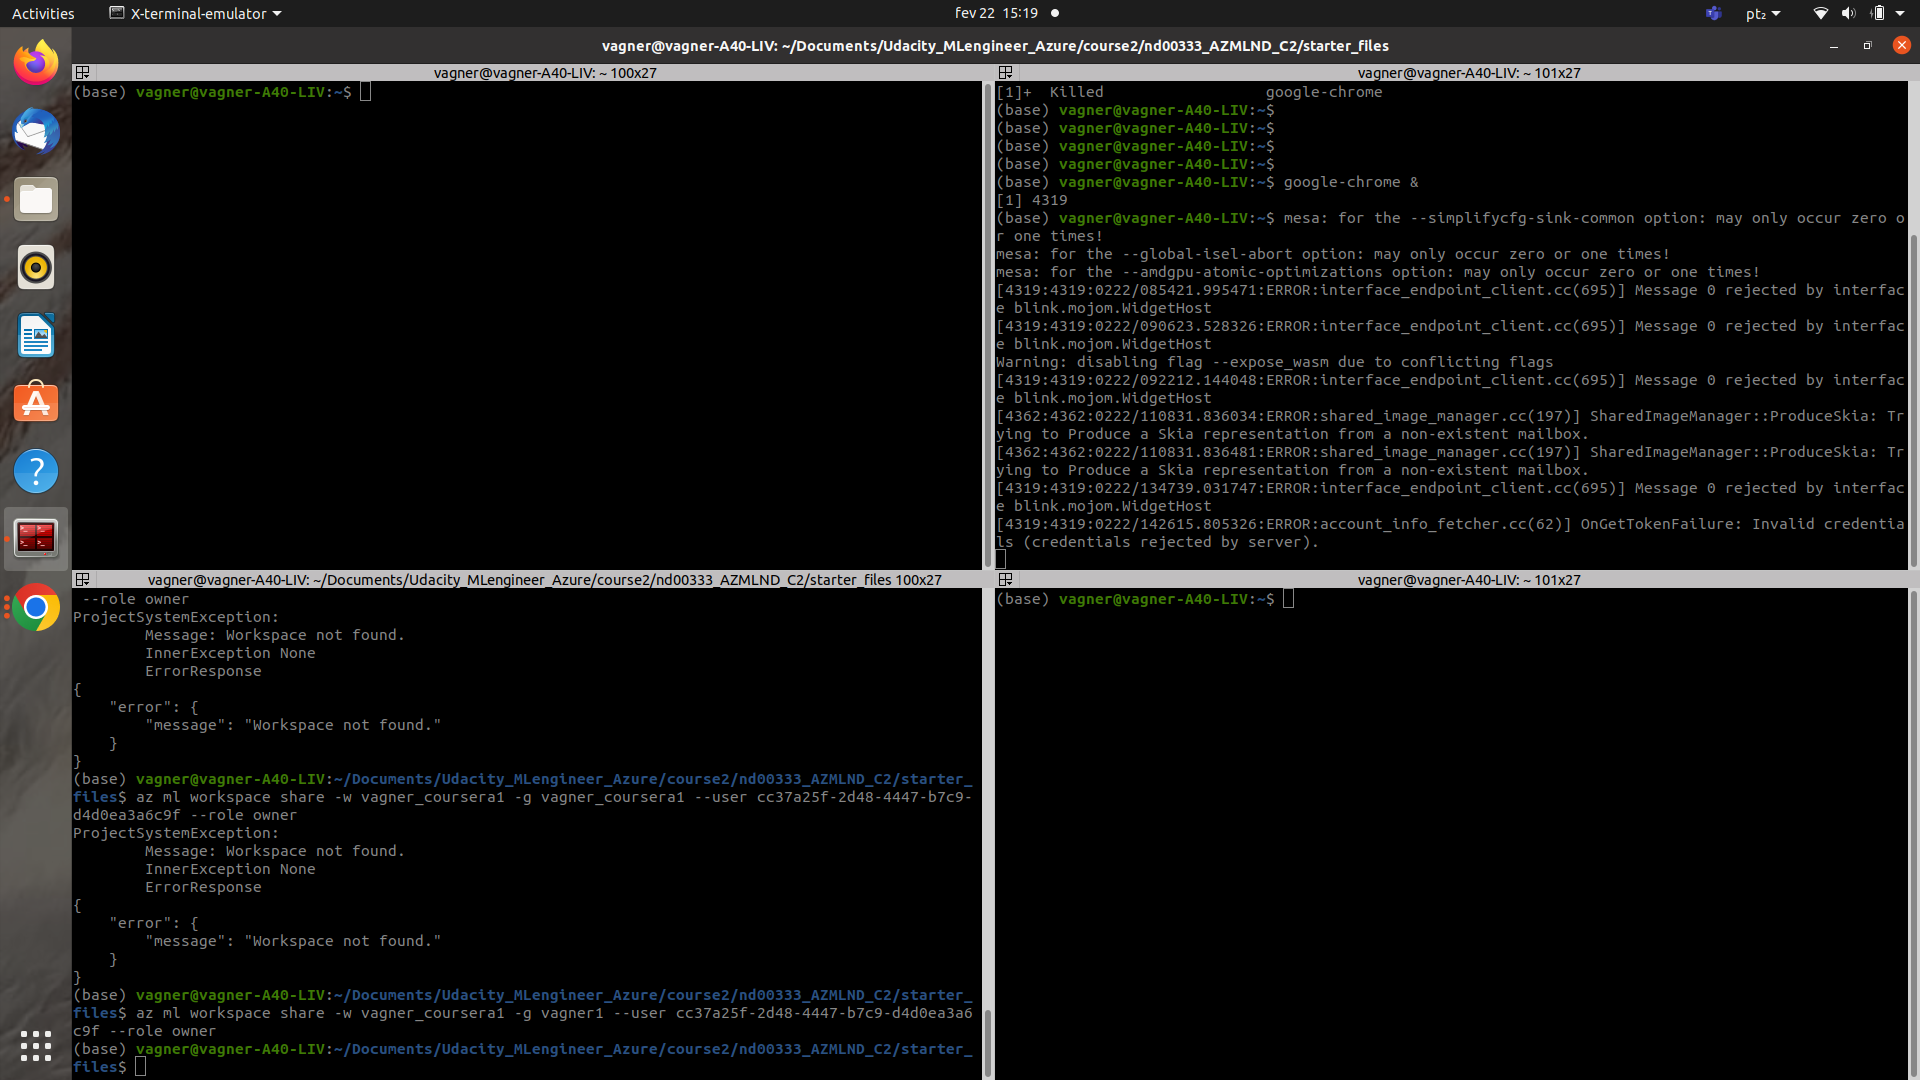 Activities
X-terminal-emulator
fev 22 15:19
pt₂
vagner@vagner-A40-LIV: ~/Documents/Udacity_MLengineer_Azure/course2/nd00333_AZMLND_C2/starter_files
vagner@vagner-A40-LIV: ~ 100x27
(base) vagner@vagner-A40-LIV:~$
vagner@vagner-A40-LIV: ~ 101x27
[1]+  Killed                  google-chrome
(base) vagner@vagner-A40-LIV:~$
(base) vagner@vagner-A40-LIV:~$
(base) vagner@vagner-A40-LIV:~$
(base) vagner@vagner-A40-LIV:~$
(base) vagner@vagner-A40-LIV:~$ google-chrome &
[1] 4319
(base) vagner@vagner-A40-LIV:~$ mesa: for the --simplifycfg-sink-common option: may only occur zero o
r one times!
mesa: for the --global-isel-abort option: may only occur zero or one times!
mesa: for the --amdgpu-atomic-optimizations option: may only occur zero or one times!
[4319:4319:0222/085421.995471:ERROR:interface_endpoint_client.cc(695)] Message 0 rejected by interfac
e blink.mojom.WidgetHost
[4319:4319:0222/090623.528326:ERROR:interface_endpoint_client.cc(695)] Message 0 rejected by interfac
e blink.mojom.WidgetHost
Warning: disabling flag --expose_wasm due to conflicting flags
[4319:4319:0222/092212.144048:ERROR:interface_endpoint_client.cc(695)] Message 0 rejected by interfac
e blink.mojom.WidgetHost
[4362:4362:0222/110831.836034:ERROR:shared_image_manager.cc(197)] SharedImageManager::ProduceSkia: Tr
ying to Produce a Skia representation from a non-existent mailbox.
[4362:4362:0222/110831.836481:ERROR:shared_image_manager.cc(197)] SharedImageManager::ProduceSkia: Tr
ying to Produce a Skia representation from a non-existent mailbox.
[4319:4319:0222/134739.031747:ERROR:interface_endpoint_client.cc(695)] Message 0 rejected by interfac
e blink.mojom.WidgetHost
[4319:4319:0222/142615.805326:ERROR:account_info_fetcher.cc(62)] OnGetTokenFailure: Invalid credentia
ls (credentials rejected by server).
vagner@vagner-A40-LIV: ~/Documents/Udacity_MLengineer_Azure/course2/nd00333_AZMLND_C2/starter_files 100x27
 --role owner
ProjectSystemException:
        Message: Workspace not found.
        InnerException None
        ErrorResponse
{
    "error": {
        "message": "Workspace not found."
    }
}
(base) vagner@vagner-A40-LIV:~/Documents/Udacity_MLengineer_Azure/course2/nd00333_AZMLND_C2/starter_
files$ az ml workspace share -w vagner_coursera1 -g vagner_coursera1 --user cc37a25f-2d48-4447-b7c9-
d4d0ea3a6c9f --role owner
ProjectSystemException:
        Message: Workspace not found.
        InnerException None
        ErrorResponse
{
    "error": {
        "message": "Workspace not found."
    }
}
(base) vagner@vagner-A40-LIV:~/Documents/Udacity_MLengineer_Azure/course2/nd00333_AZMLND_C2/starter_
files$ az ml workspace share -w vagner_coursera1 -g vagner1 --user cc37a25f-2d48-4447-b7c9-d4d0ea3a6
c9f --role owner
(base) vagner@vagner-A40-LIV:~/Documents/Udacity_MLengineer_Azure/course2/nd00333_AZMLND_C2/starter_
files$
vagner@vagner-A40-LIV: ~ 101x27
(base) vagner@vagner-A40-LIV:~$